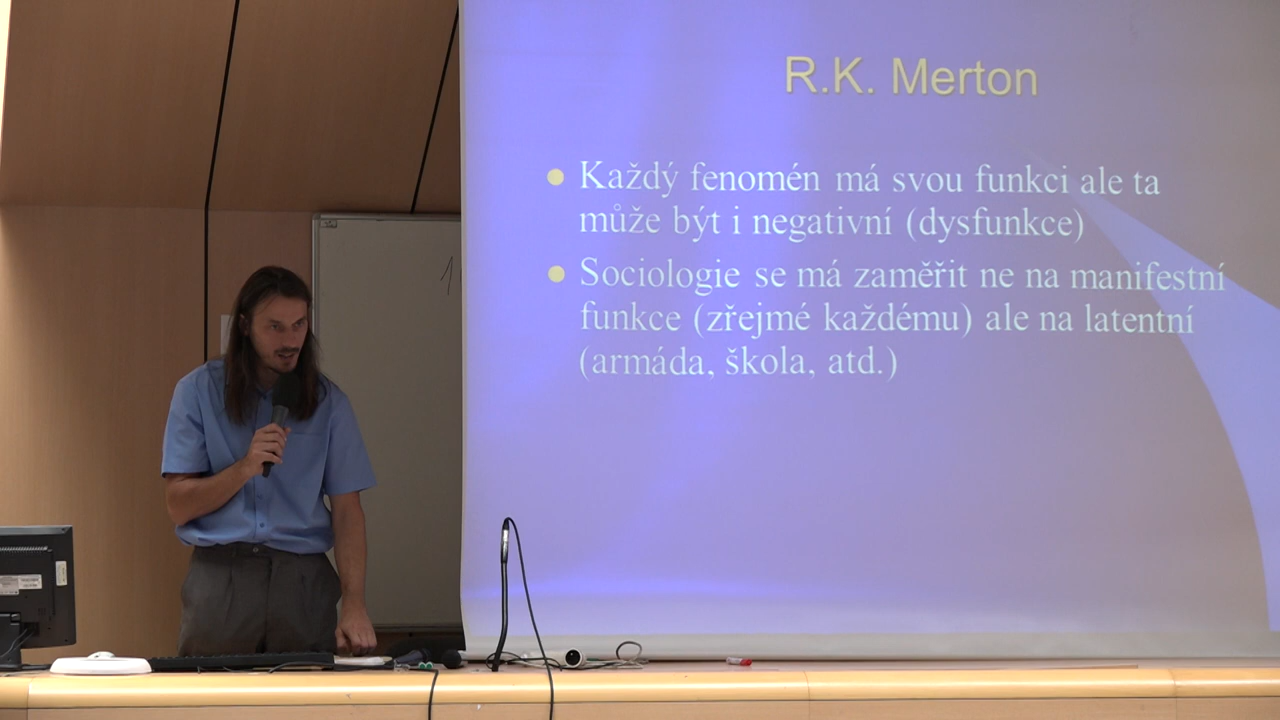 R.K. Merton
Každý fenomén má svou funkci ale ta
může být i negativní (dysfunkce)
Sociologie se má zaměřit ne na manifestní
funkce (zřejmé každému) ale na latentní
(armáda, škola, atd.)